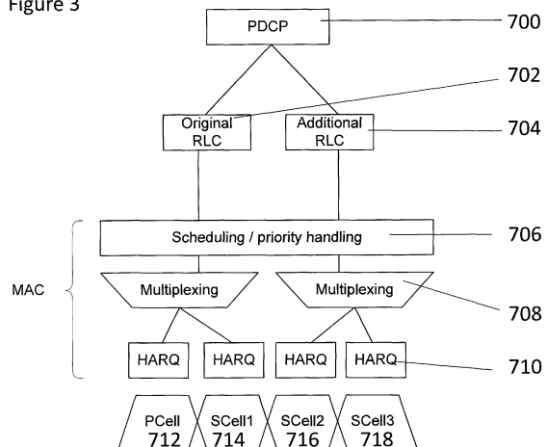 Figure 3
PDCP
700
702
Original
RLC
Additional
RLC
704
Scheduling / priority handling
706
MAC
Multiplexing
Multiplexing
708
HARQ
HARQ
HARQ
HARQ
710
PCell
712
SCell1
714
SCell2
716
SCell3
718